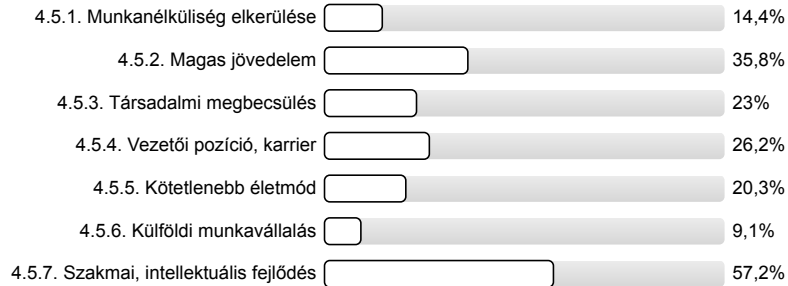 4.5.1. Munkanélküliség elkerülése 14,4%
4.5.2. Magas jövedelem 35,8%
4.5.3. Társadalmi megbecsülés 23%
4.5.4. Vezetői pozíció, karrier 26,2%
4.5.5. Kötetlenebb életmód 20,3%
4.5.6. Külföldi munkavállalás 9,1%
4.5.7. Szakmai, intellektuális fejlődés 57,2%